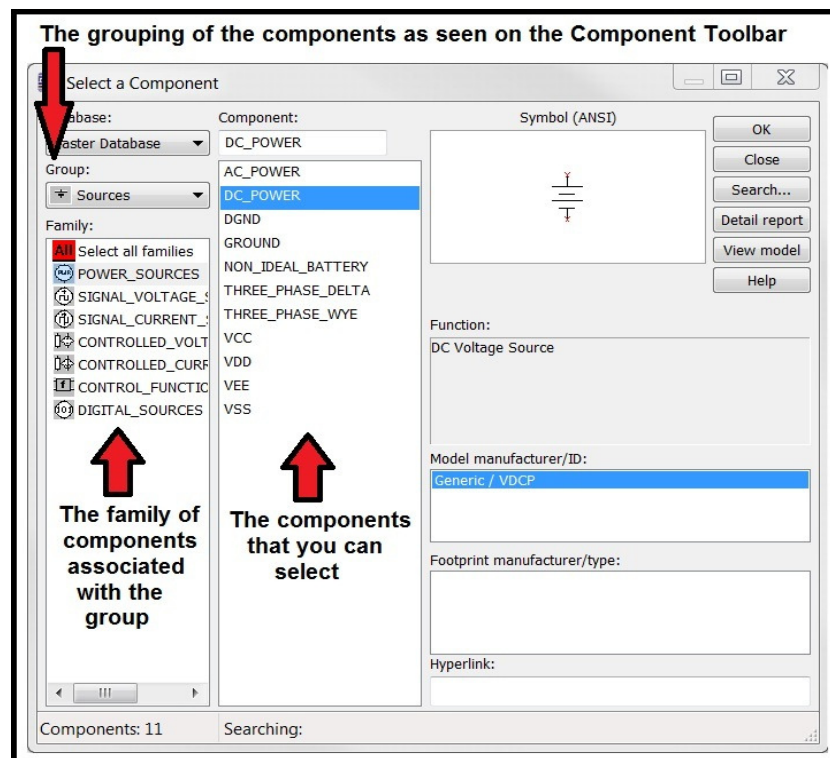 The grouping of the components as seen on the Component Toolbar
Select a Component
Database:
Master Database
Group:
Sources
Family:
All Select all families
POWER_SOURCES
SIGNAL_VOLTAGE_S
SIGNAL_CURRENT_S
CONTROLLED_VOLT
CONTROLLED_CURR
CONTROL_FUNCTIO
DIGITAL_SOURCES
The family of
components
associated
with the
group
Components: 11
Component:
DC_POWER
AC_POWER
DC_POWER
DGND
GROUND
NON_IDEAL_BATTERY
THREE_PHASE_DELTA
THREE_PHASE_WYE
VCC
VDD
VEE
VSS
The components
that you can
select
Searching:
Symbol (ANSI)
Function:
DC Voltage Source
Model manufacturer/ID:
Generic / VDCP
Footprint manufacturer/type:
Hyperlink:
OK
Close
Search...
Detail report
View model
Help